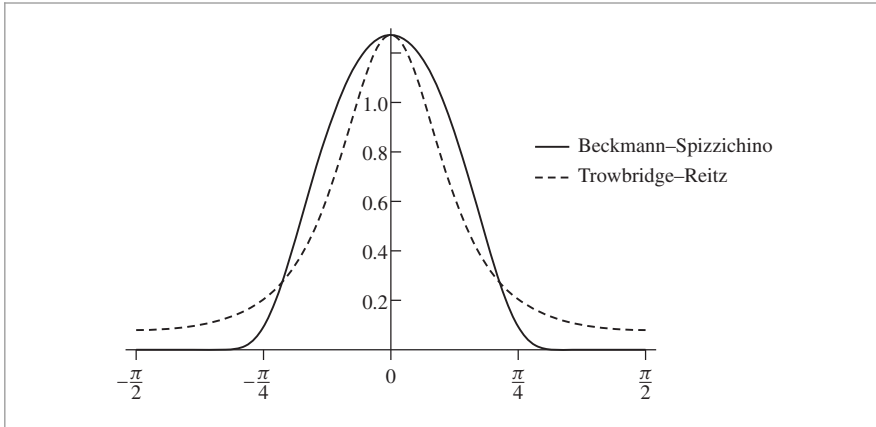 1.0
0.8
0.6
0.4
0.2
Beckmann–Spizzichino
Trowbridge–Reitz
−π/2
−π/4
0
π/4
π/2